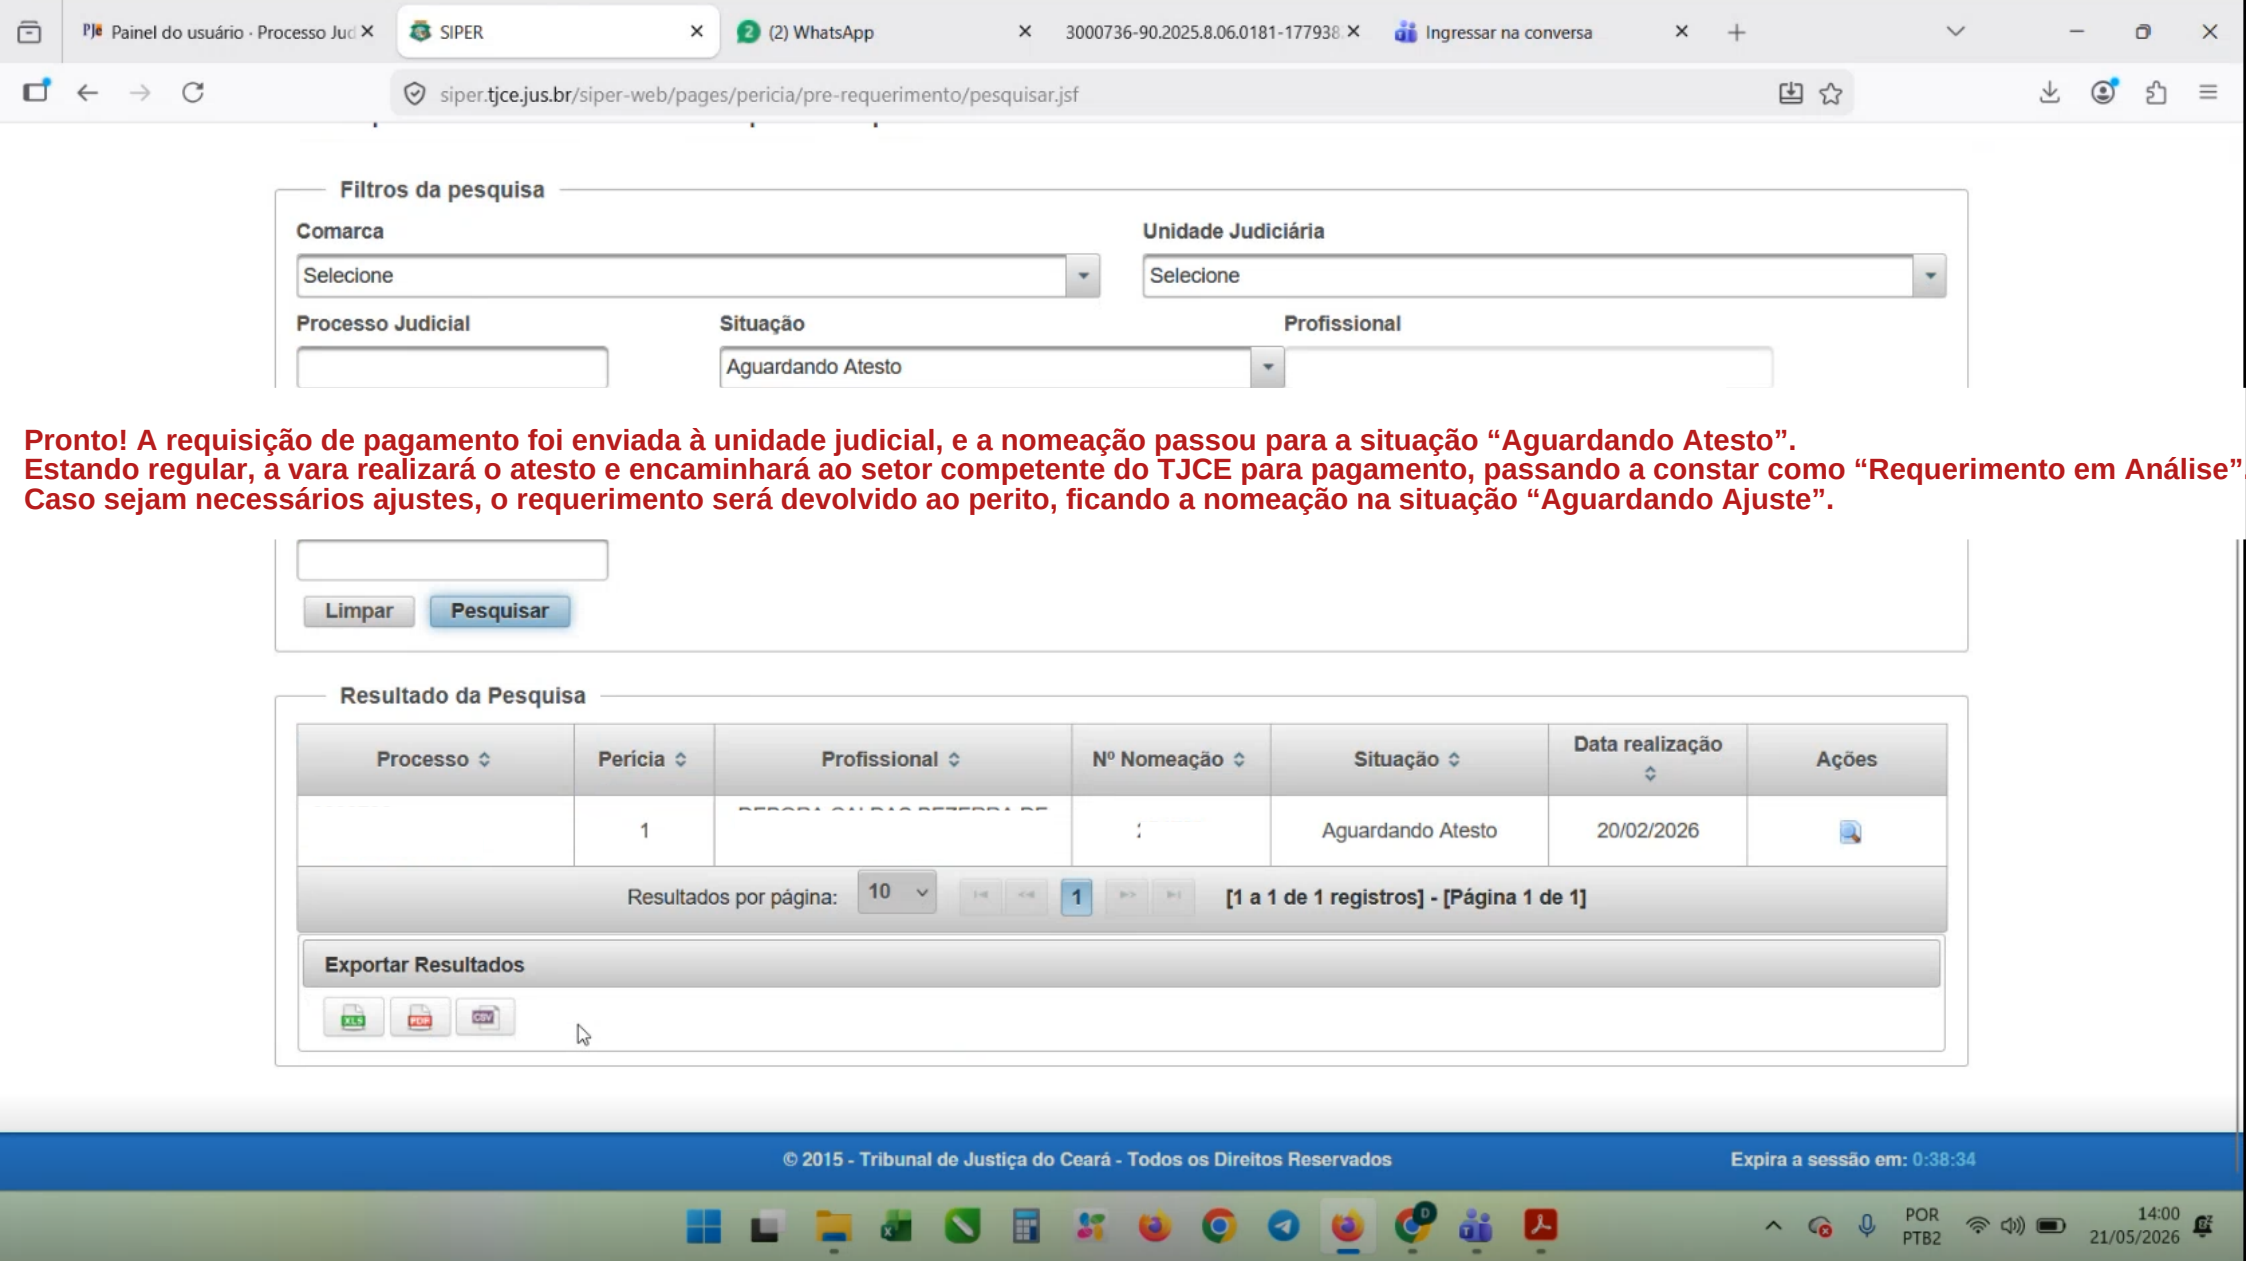 Painel do usuário · Processo Jud
SIPER
(2) WhatsApp
3000736-90.2025.8.06.0181-177938
Ingressar na conversa
siper.tjce.jus.br/siper-web/pages/pericia/pre-requerimento/pesquisar.jsf
Filtros da pesquisa
Comarca
Unidade Judiciária
Selecione
Selecione
Processo Judicial
Situação
Profissional
Aguardando Atesto
Pronto! A requisição de pagamento foi enviada à unidade judicial, e a nomeação passou para a situação “Aguardando Atesto”.
Estando regular, a vara realizará o atesto e encaminhará ao setor competente do TJCE para pagamento, passando a constar como “Requerimento em Análise”.
Caso sejam necessários ajustes, o requerimento será devolvido ao perito, ficando a nomeação na situação “Aguardando Ajuste”.
Limpar
Pesquisar
Resultado da Pesquisa
Processo
Perícia
Profissional
Nº Nomeação
Situação
Data realização
Ações
1
Aguardando Atesto
20/02/2026
Resultados por página:
10
1
[1 a 1 de 1 registros] - [Página 1 de 1]
Exportar Resultados
XLS
PDF
CSV
© 2015 - Tribunal de Justiça do Ceará - Todos os Direitos Reservados
Expira a sessão em: 0:38:34
POR
PTB2
14:00
21/05/2026